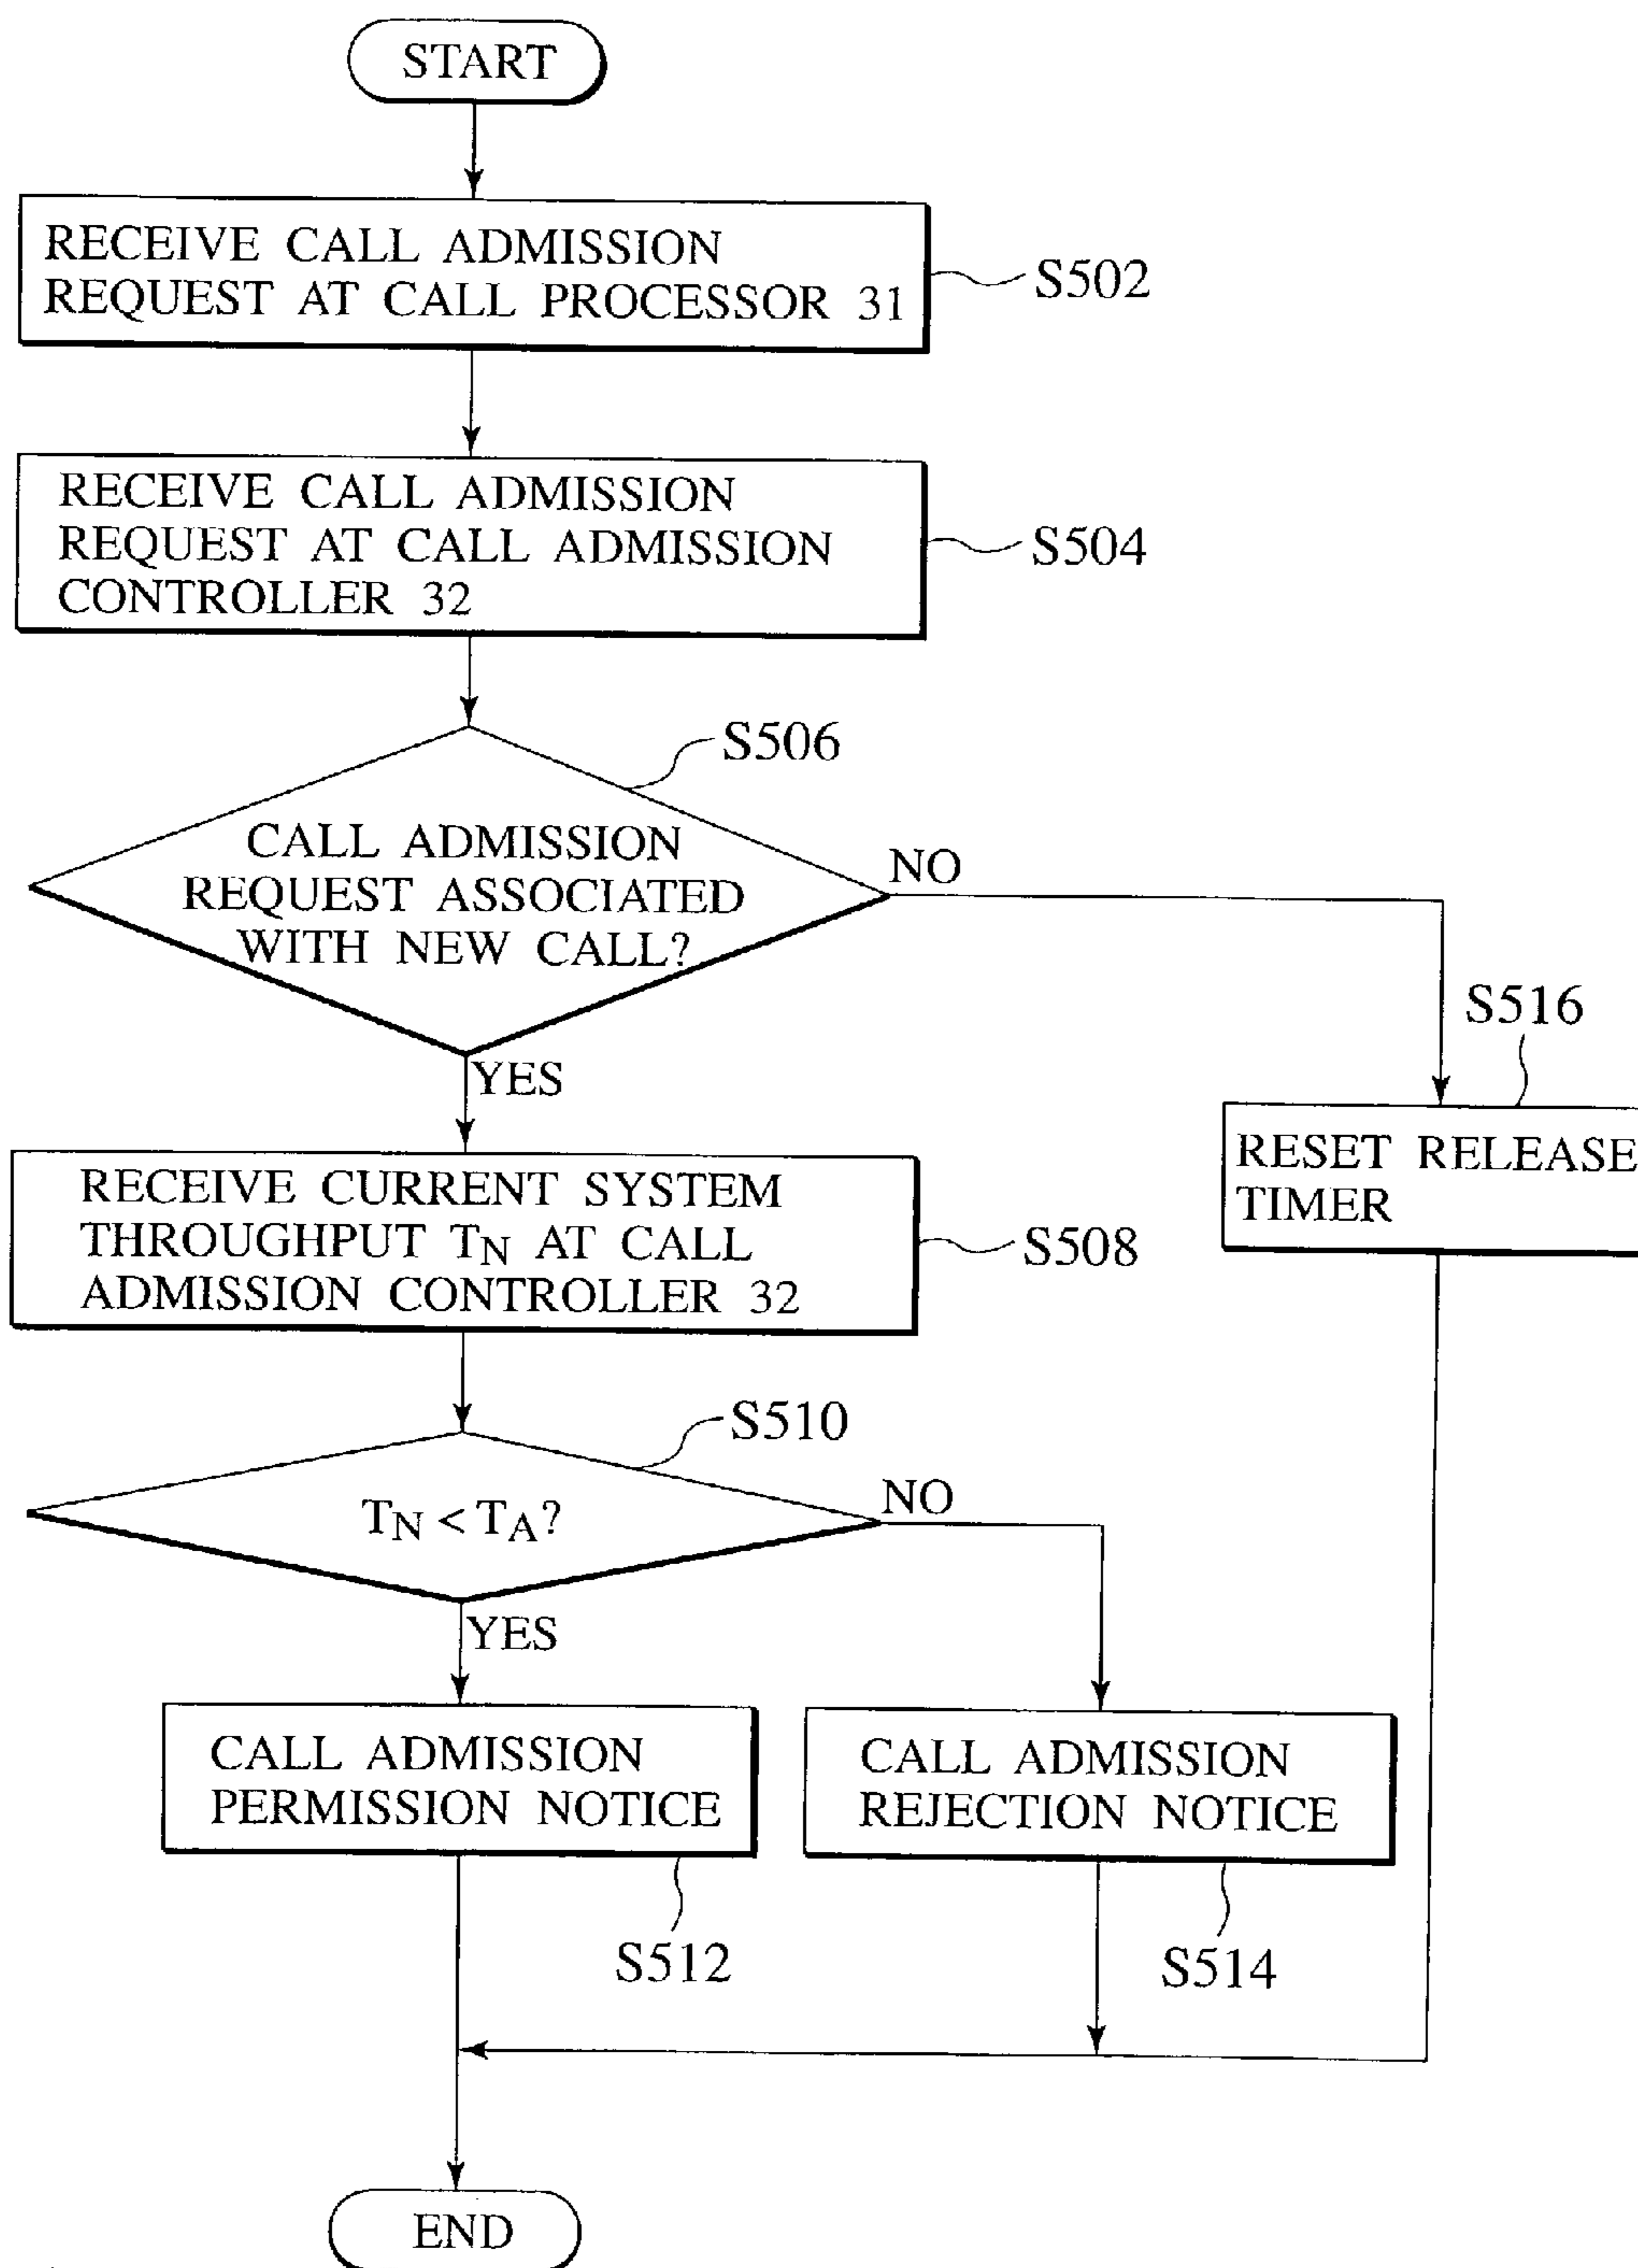 START
RECEIVE CALL ADMISSION
REQUEST AT CALL PROCESSOR 31
S502
RECEIVE CALL ADMISSION
REQUEST AT CALL ADMISSION
CONTROLLER 32
S504
S506
CALL ADMISSION
REQUEST ASSOCIATED
WITH NEW CALL?
NO
YES
S516
RESET RELEASE
TIMER
RECEIVE CURRENT SYSTEM
THROUGHPUT TN AT CALL
ADMISSION CONTROLLER 32
S508
S510
TN < TA?
NO
YES
CALL ADMISSION
PERMISSION NOTICE
S512
CALL ADMISSION
REJECTION NOTICE
S514
END